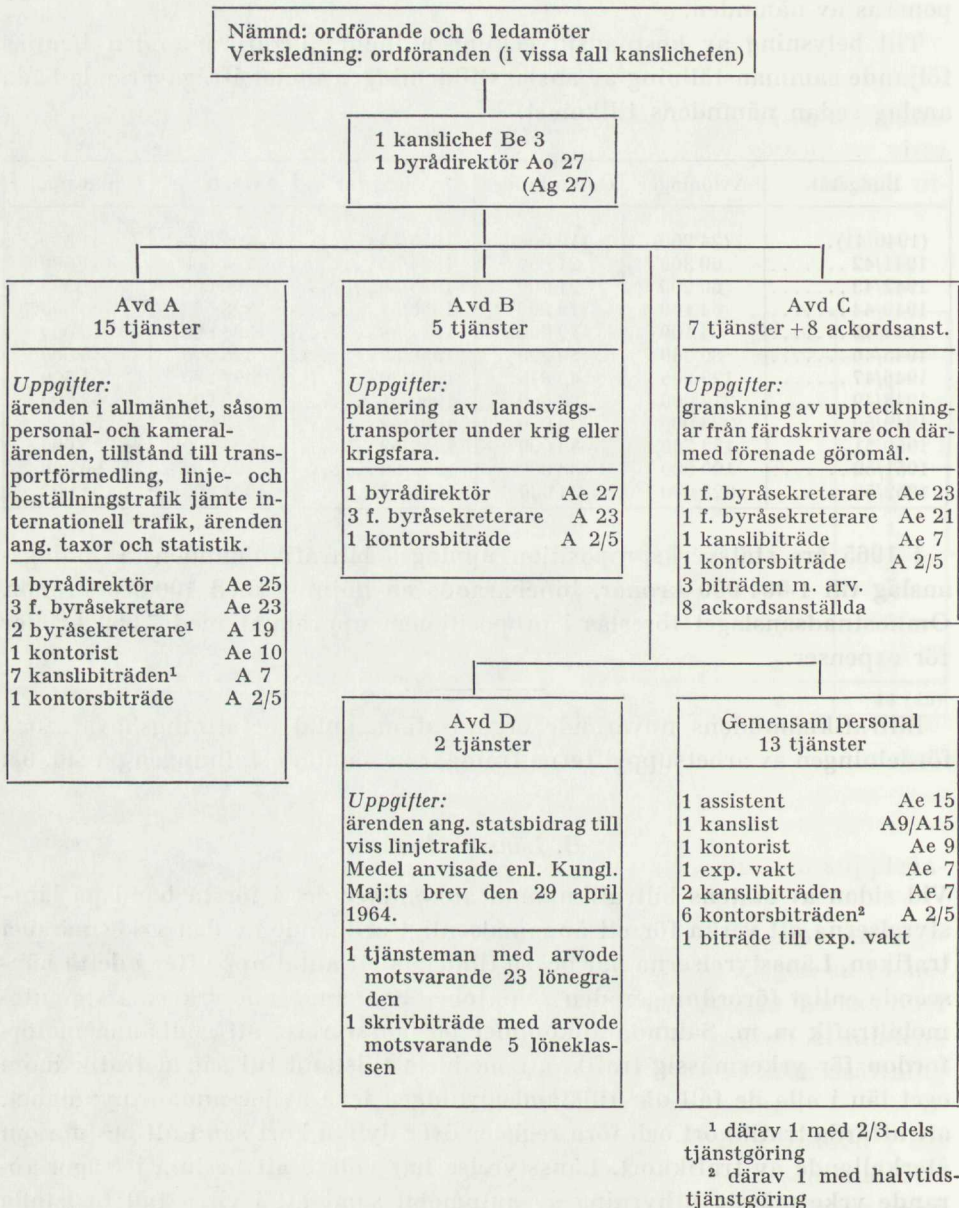 Nämnd: ordförande och 6 ledamöter
Verksledning: ordföranden (i vissa fall kanslichefen)
1 kanslichef Be 3
1 byrådirektör Ao 27
(Ag 27)
Avd A
15 tjänster
Uppgifter:
ärenden i allmänhet, såsom
personal- och kameral-
ärenden, tillstånd till trans-
portförmedling, linje- och
beställningstrafik jämte in-
ternationell trafik, ärenden
ang. taxor och statistik.
1 byrådirektör Ae 25
3 f. byråsekretare Ae 23
2 byråsekreterare¹ A 19
1 kontorist Ae 10
7 kanslibiträden¹ A 7
1 kontorsbiträde A 2/5
Avd B
5 tjänster
Uppgifter:
planering av landsvägs-
transporter under krig eller
krigsfara.
1 byrådirektör Ae 27
3 f. byråsekreterare A 23
1 kontorsbiträde A 2/5
Avd C
7 tjänster + 8 ackordsanst.
Uppgifter:
granskning av uppteckning-
ar från färdskrivare och där-
med förenade göromål.
1 f. byråsekreterare Ae 23
1 f. byråsekreterare Ae 21
1 kanslibiträde Ae 7
1 kontorsbiträde A 2/5
3 biträden m. arv.
8 ackordsanställda
Avd D
2 tjänster
Uppgifter:
ärenden ang. statsbidrag till
viss linjetrafik.
Medel anvisade enl. Kungl.
Maj:ts brev den 29 april
1964.
1 tjänsteman med arvode
motsvarande 23 lönegra-
den
1 skrivbiträde med arvode
motsvarande 5 löneklas-
sen
Gemensam personal
13 tjänster
1 assistent Ae 15
1 kanslist A9/A15
1 kontorist Ae 9
1 exp. vakt Ae 7
2 kanslibiträden Ae 7
6 kontorsbiträden² A 2/5
1 biträde till exp. vakt
¹ därav 1 med 2/3-dels
tjänstgöring
² därav 1 med halvtids-
tjänstgöring